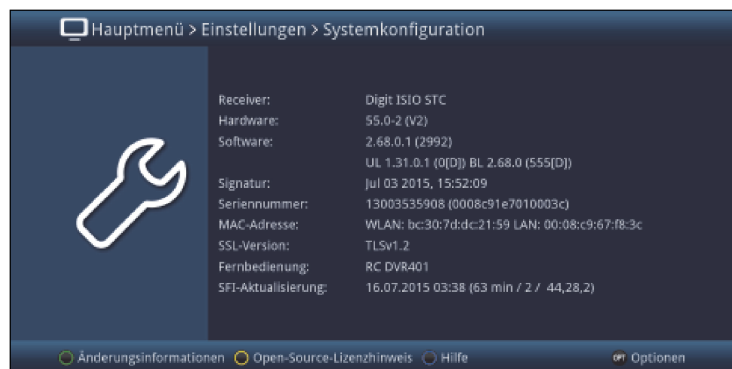 Hauptmenü > Einstellungen > Systemkonfiguration
Receiver: Digit ISIO STC
Hardware: 55.0-2 (V2)
Software: 2.68.0.1 (2992)
UL 1.31.0.1 (0[D]) BL 2.68.0 (555[D])
Signatur: Jul 03 2015, 15:52:09
Seriennummer: 13003535908 (0008c91e7010003c)
MAC-Adresse: WLAN: bc:30:7d:dc:21:59 LAN: 00:08:c9:67:f8:3c
SSL-Version: TLSv1.2
Fernbedienung: RC DVR401
SFI-Aktualisierung: 16.07.2015 03:38 (63 min / 2 / 44,28,2)
Änderungsinformationen Open-Source-Lizenzhinweis Hilfe OPT Optionen